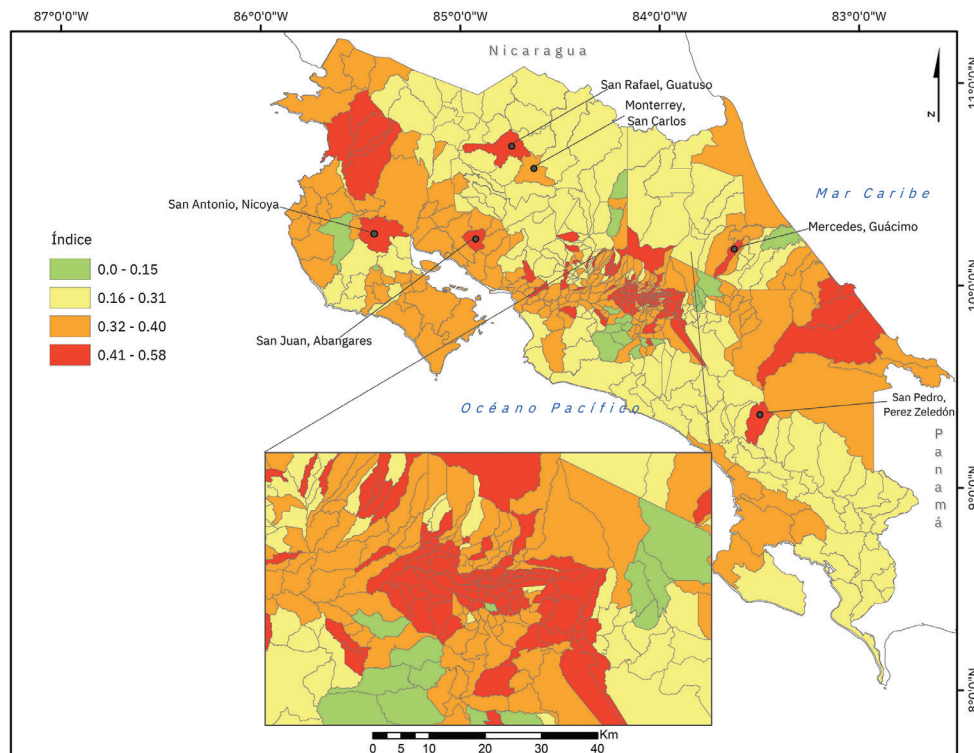 87°0'0"W 86°0'0"W 85°0'0"W 84°0'0"W 83°0'0"W
Nicaragua
11°0'0"N
N
San Rafael, Guatuso
Monterrey,
San Carlos
Mar Caribe
San Antonio, Nicoya
Mercedes, Guácimo
Índice
0.0 - 0.15
0.16 - 0.31
0.32 - 0.40
0.41 - 0.58
10°0'0"N
San Juan, Abangares
San Pedro,
Perez Zeledón
Océano Pacífico
Panamá
9°0'0"N
8°0'0"N
Km
0 5 10 20 30 40